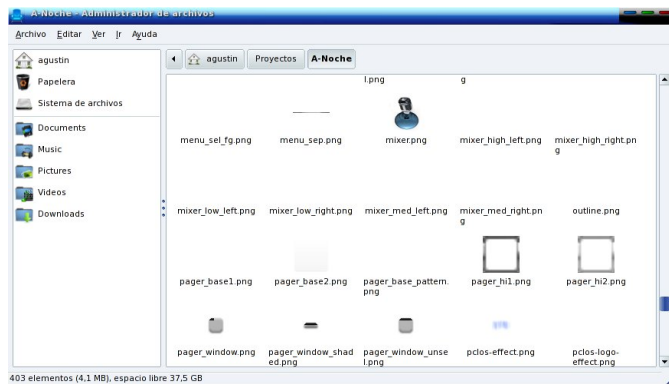 A-Noche - Administrador de archivos
Archivo Editar Ver Ir Ayuda
agustin
Papelera
Sistema de archivos
Documents
Music
Pictures
Videos
Downloads
agustin Proyectos A-Noche
l.png g
menu_sel_fg.png menu_sep.png mixer.png mixer_high_left.png mixer_high_right.pn
g
mixer_low_left.png mixer_low_right.png mixer_med_left.png mixer_med_right.pn outline.png
g
pager_base1.png pager_base2.png pager_base_pattern. pager_hi1.png pager_hi2.png
png
pager_window.png pager_window_shad pager_window_unse pclos-effect.png pclos-logo-
ed.png l.png effect.png
403 elementos (4,1 MB), espacio libre 37,5 GB